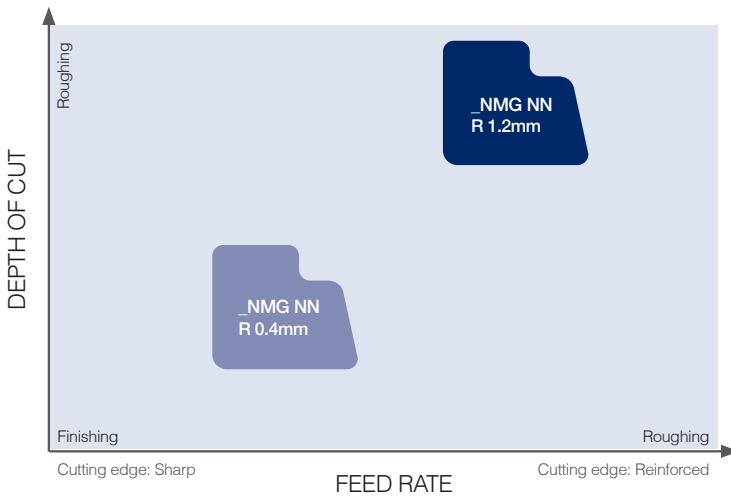 Roughing
_NMG NN
R 1.2mm
DEPTH OF CUT
_NMG NN
R 0.4mm
Finishing
Roughing
Cutting edge: Sharp
Cutting edge: Reinforced
FEED RATE